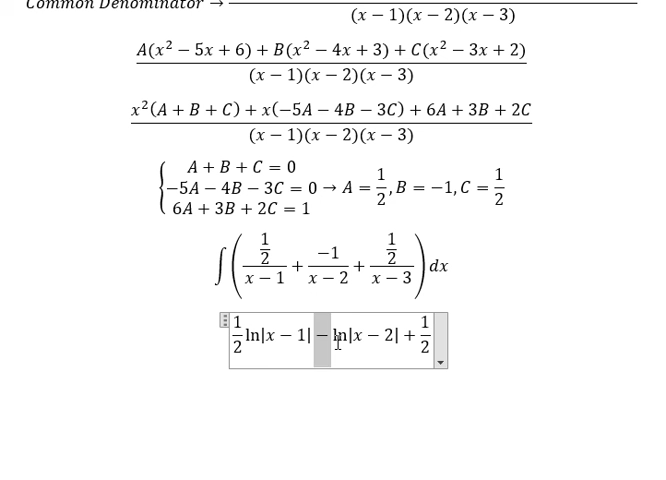 Common Denominator →
(x − 1)(x − 2)(x − 3)
A(x² − 5x + 6) + B(x² − 4x + 3) + C(x² − 3x + 2)
(x − 1)(x − 2)(x − 3)
x²(A + B + C) + x(−5A − 4B − 3C) + 6A + 3B + 2C
(x − 1)(x − 2)(x − 3)
A + B + C = 0
−5A − 4B − 3C = 0 → A = 1/2, B = −1, C = 1/2
6A + 3B + 2C = 1
∫ ( (1/2)/(x − 1) + (−1)/(x − 2) + (1/2)/(x − 3) ) dx
1/2 ln|x − 1| − ln|x − 2| + 1/2